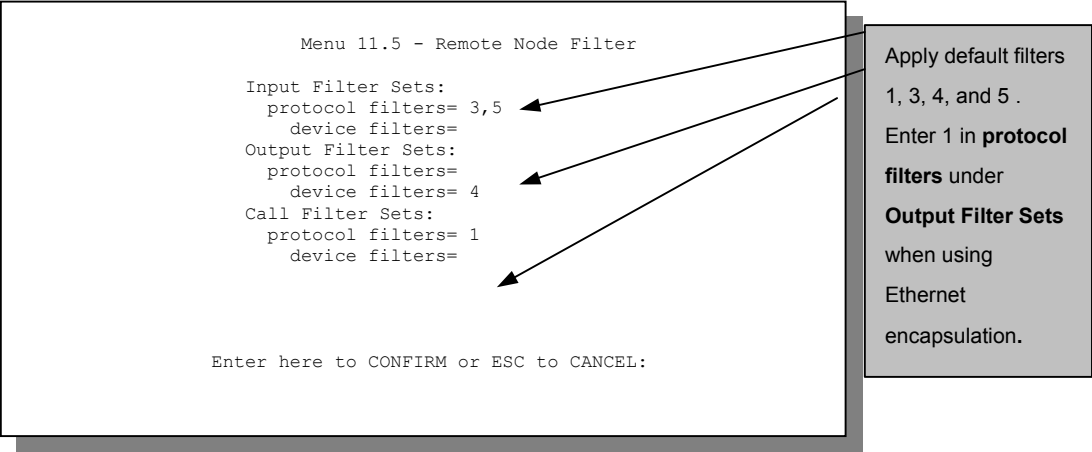 Menu 11.5 - Remote Node Filter
Input Filter Sets:
protocol filters= 3,5
device filters=
Output Filter Sets:
protocol filters=
device filters= 4
Call Filter Sets:
protocol filters= 1
device filters=
Enter here to CONFIRM or ESC to CANCEL:
Apply default filters
1, 3, 4, and 5 .
Enter 1 in protocol
filters under
Output Filter Sets
when using
Ethernet
encapsulation.